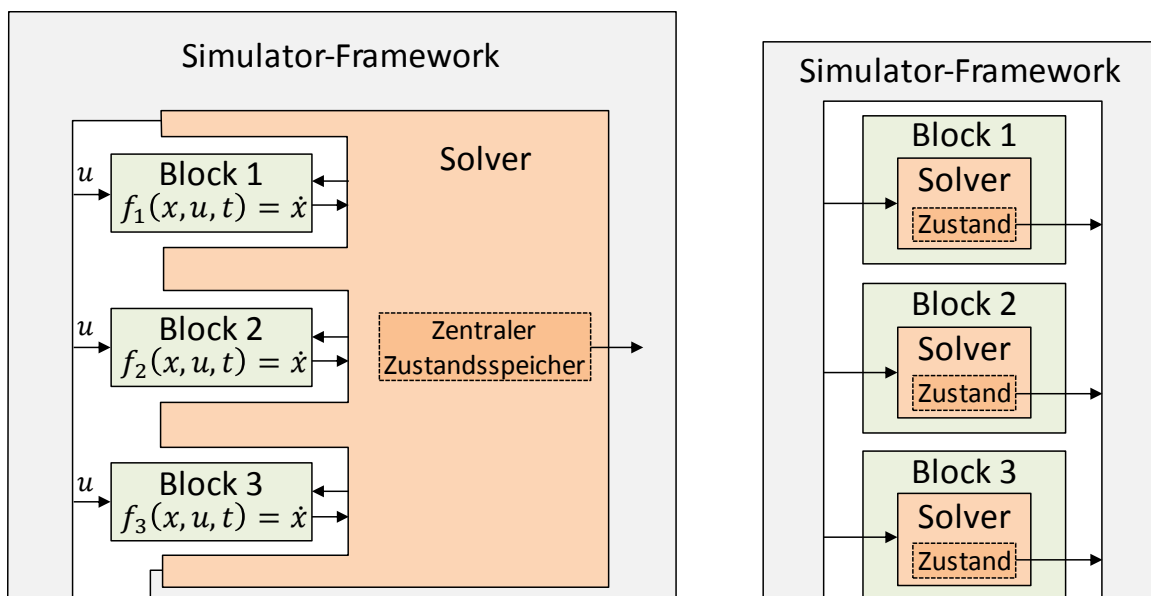 Simulator-Framework
Solver
u
Block 1
f₁(x, u, t) = ẋ
u
Block 2
f₂(x, u, t) = ẋ
Zentraler
Zustandsspeicher
u
Block 3
f₃(x, u, t) = ẋ
Simulator-Framework
Block 1
Solver
Zustand
Block 2
Solver
Zustand
Block 3
Solver
Zustand